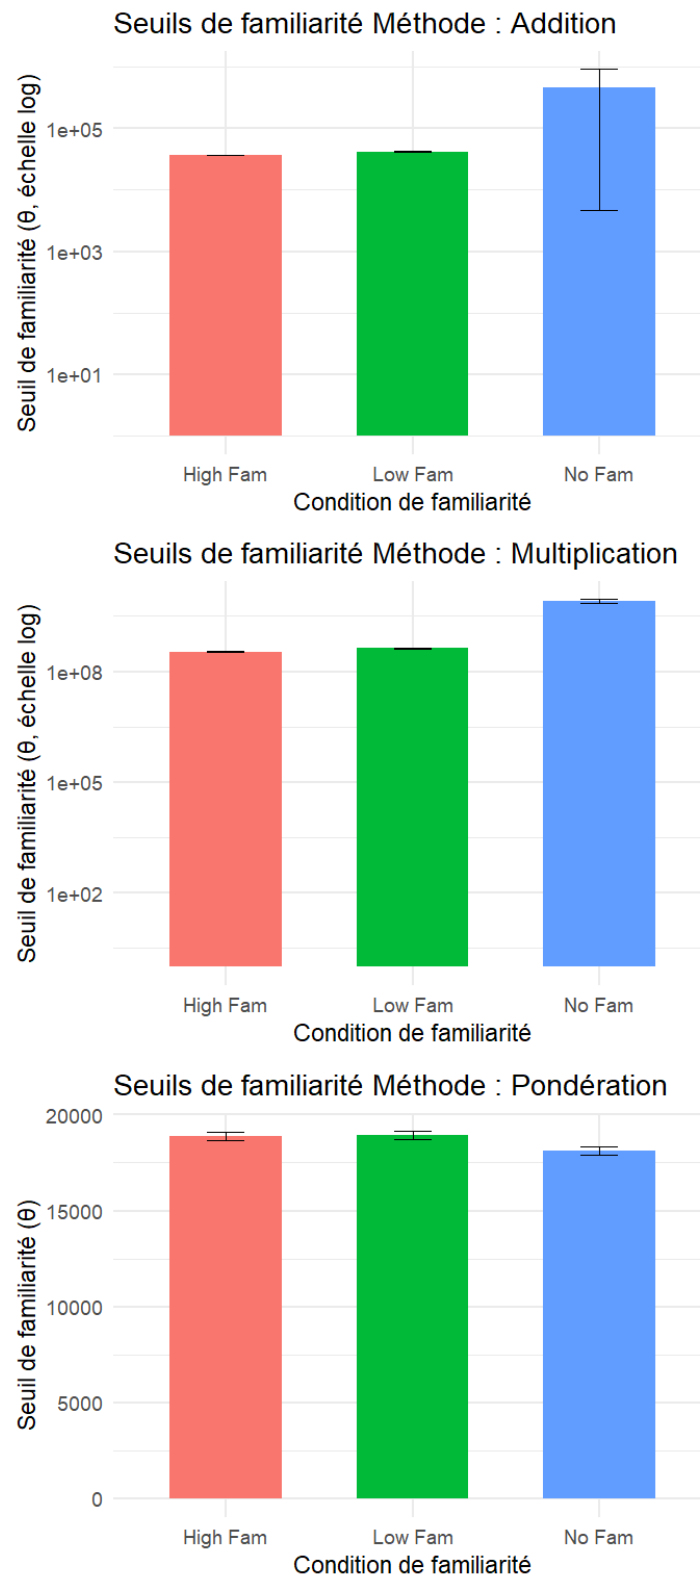 Seuils de familiarité Méthode : Addition
Seuil de familiarité (θ, échelle log)
1e+05
1e+03
1e+01
High Fam
Low Fam
No Fam
Condition de familiarité
Seuils de familiarité Méthode : Multiplication
Seuil de familiarité (θ, échelle log)
1e+08
1e+05
1e+02
High Fam
Low Fam
No Fam
Condition de familiarité
Seuils de familiarité Méthode : Pondération
Seuil de familiarité (θ)
20000
15000
10000
5000
0
High Fam
Low Fam
No Fam
Condition de familiarité